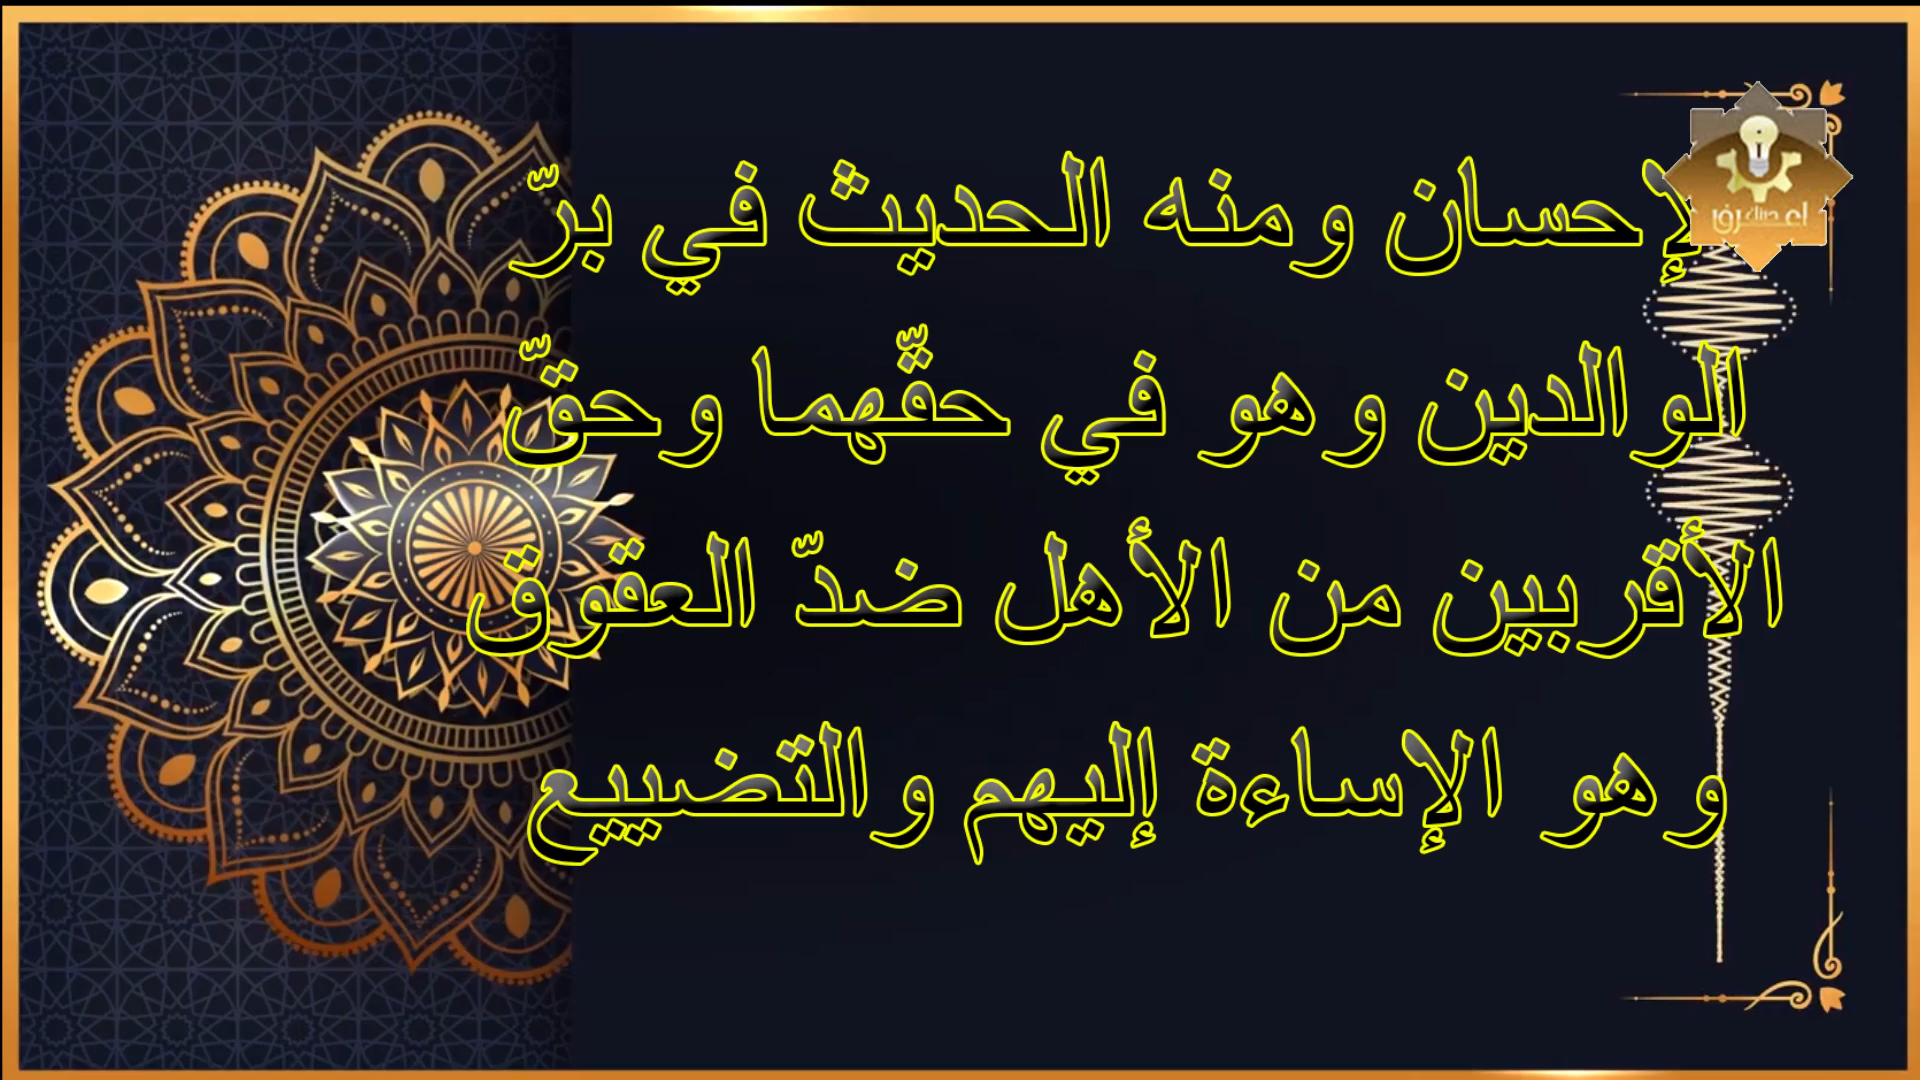 لإحسان ومنه الحديث في برّ
الوالدين وهو في حقّهما وحقّ
الأقربين من الأهل ضدّ العقوق
وهو الإساءة إليهم والتضييع